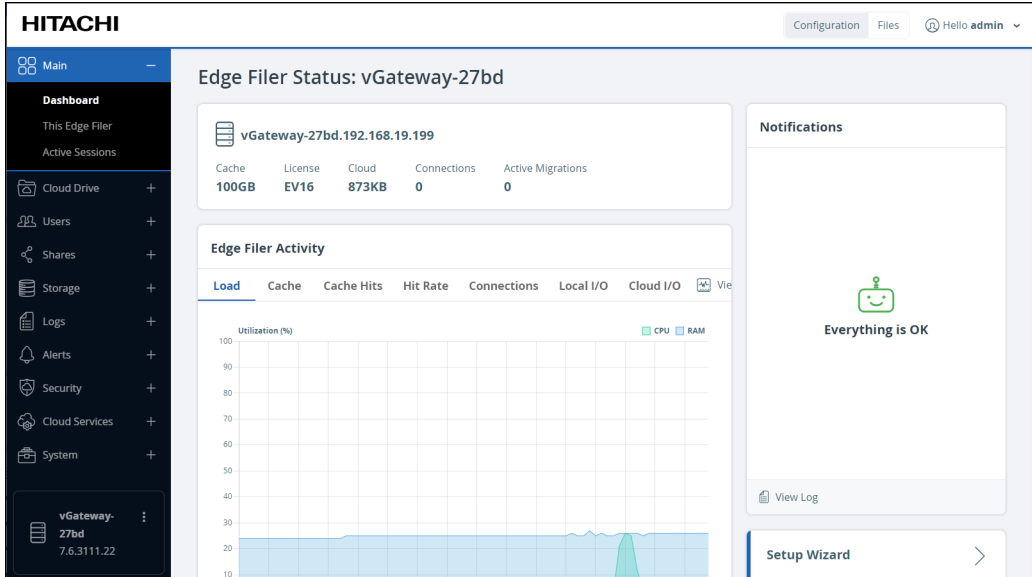 HITACHI
Configuration Files Hello admin
Main
Dashboard
This Edge Filer
Active Sessions
Cloud Drive
Users
Shares
Storage
Logs
Alerts
Security
Cloud Services
System
vGateway-
27bd
7.6.3111.22
Edge Filer Status: vGateway-27bd
vGateway-27bd.192.168.19.199
Cache License Cloud Connections Active Migrations
100GB EV16 873KB 0 0
Edge Filer Activity
Load Cache Cache Hits Hit Rate Connections Local I/O Cloud I/O Vie
Utilization (%) CPU RAM
100
90
80
70
60
50
40
30
20
10
Notifications
Everything is OK
View Log
Setup Wizard